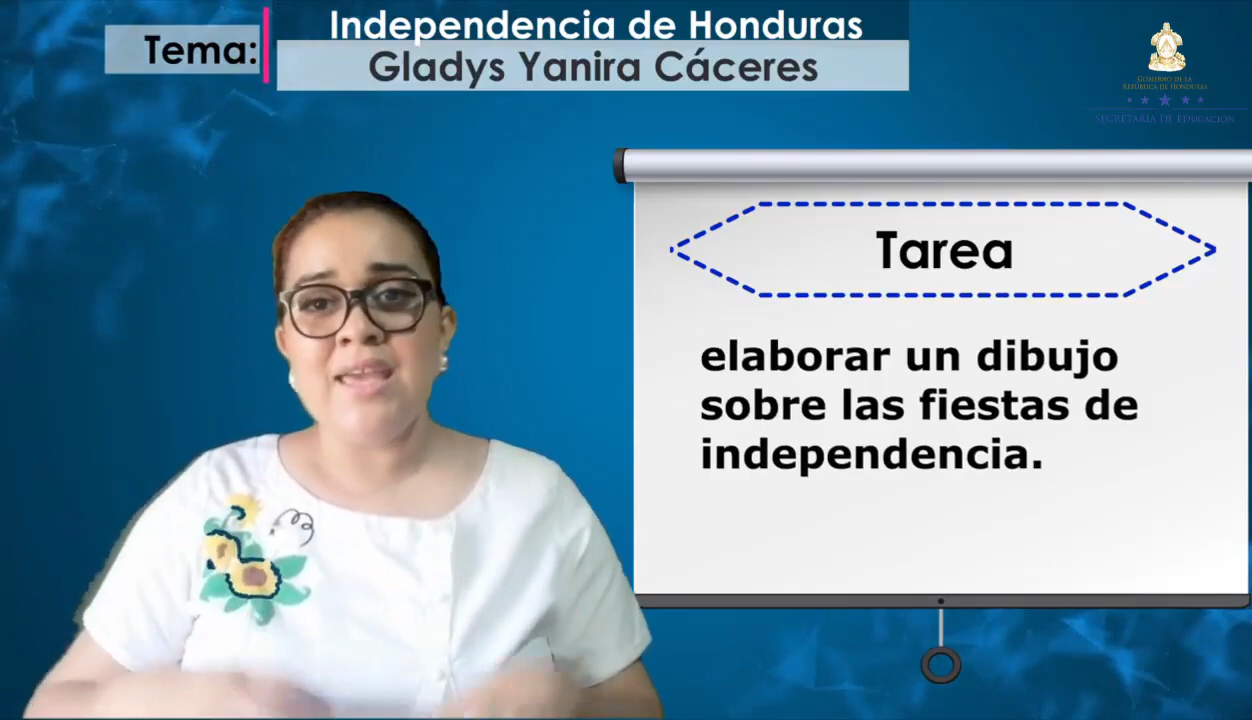 Independencia de Honduras
Tema:
Gladys Yanira Cáceres
GOBIERNO DE LA
REPÚBLICA DE HONDURAS
SECRETARÍA DE EDUCACIÓN
Tarea
elaborar un dibujo
sobre las fiestas de
independencia.